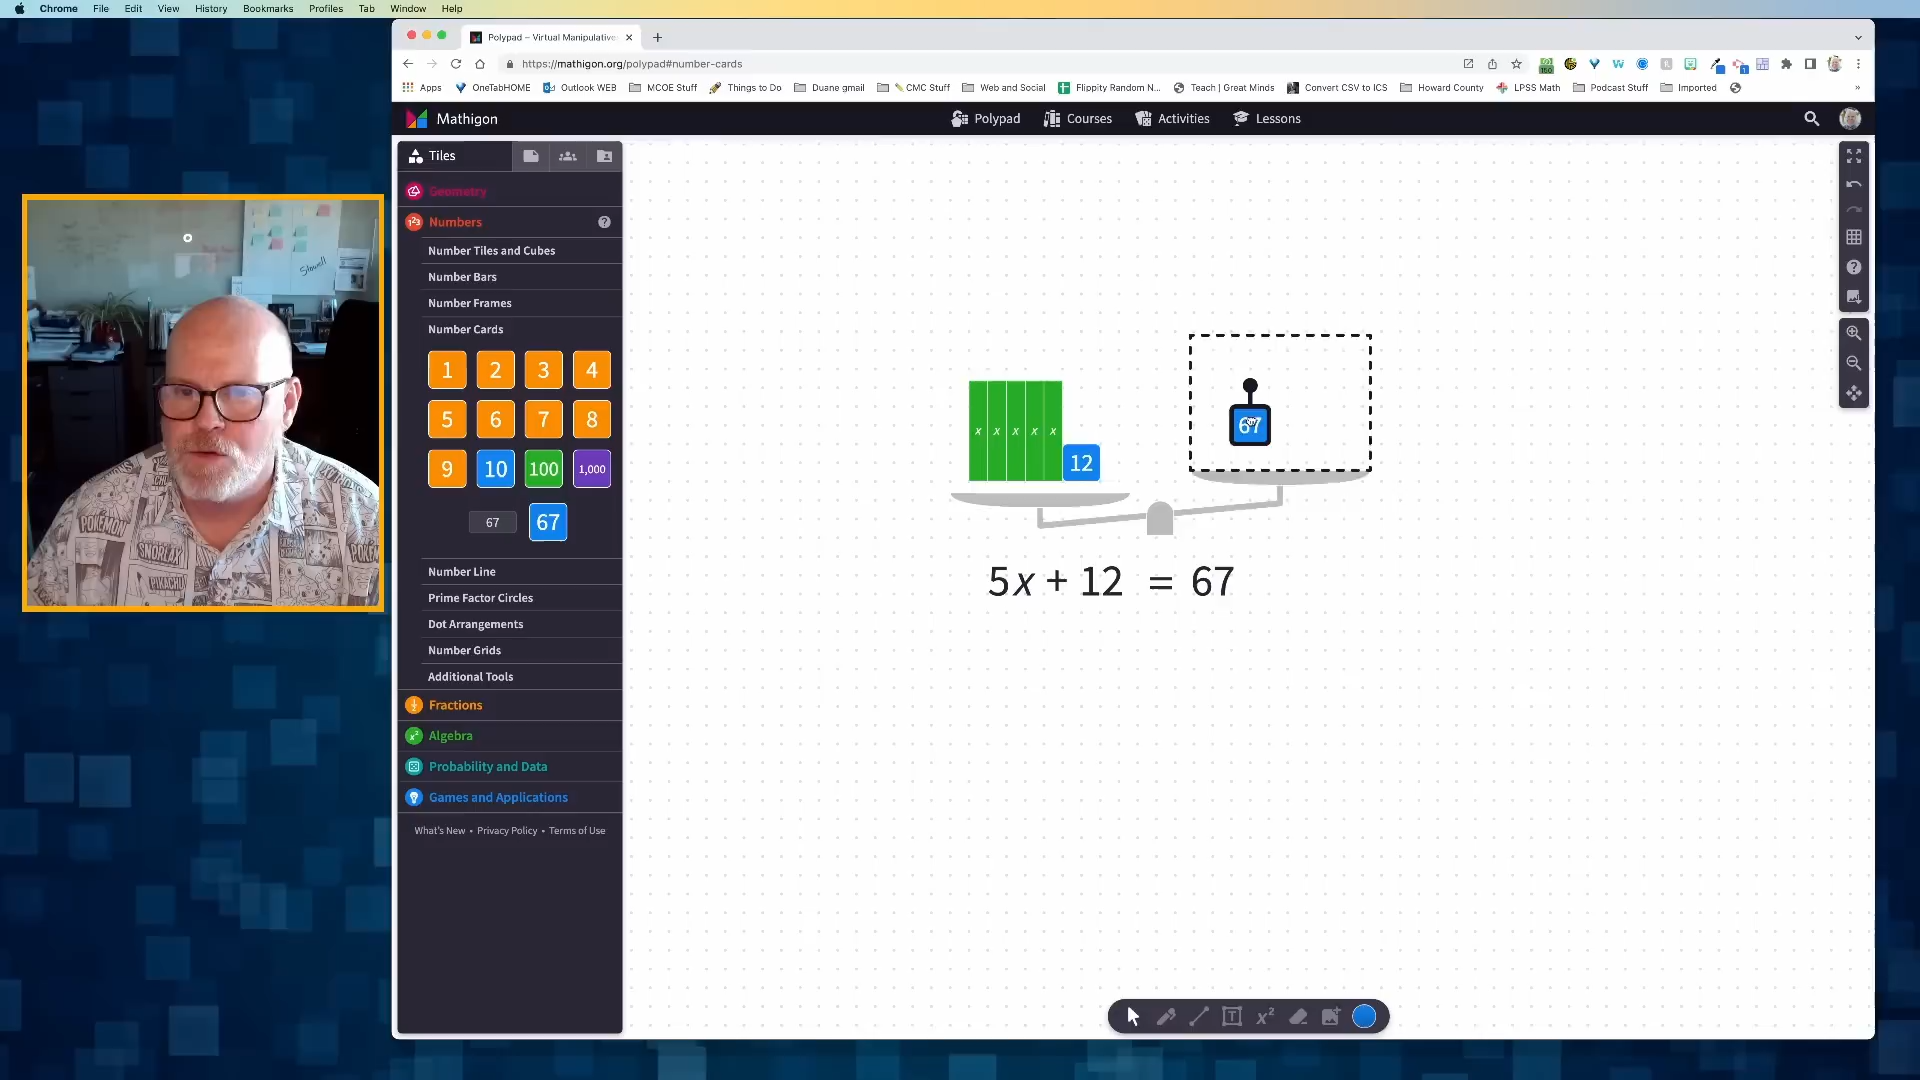 Chrome File Edit View History Bookmarks Profiles Tab Window Help
Polypad – Virtual Manipulative
https://mathigon.org/polypad#number-cards
Apps OneTabHOME Outlook WEB MCOE Stuff Things to Do Duane gmail CMC Stuff Web and Social Flippity Random N... Teach | Great Minds Convert CSV to ICS Howard County LPSS Math Podcast Stuff Imported
Mathigon Polypad Courses Activities Lessons
Tiles
Geometry
Numbers
Number Tiles and Cubes
Number Bars
Number Frames
Number Cards
1 2 3 4
5 6 7 8
9 10 100 1,000
67 67
Number Line
Prime Factor Circles
Dot Arrangements
Number Grids
Additional Tools
Fractions
Algebra
Probability and Data
Games and Applications
What's New • Privacy Policy • Terms of Use
x x x x x 12
67
5x + 12 = 67
Stowell
POKÉMON
SNORLAX
PIKACHU